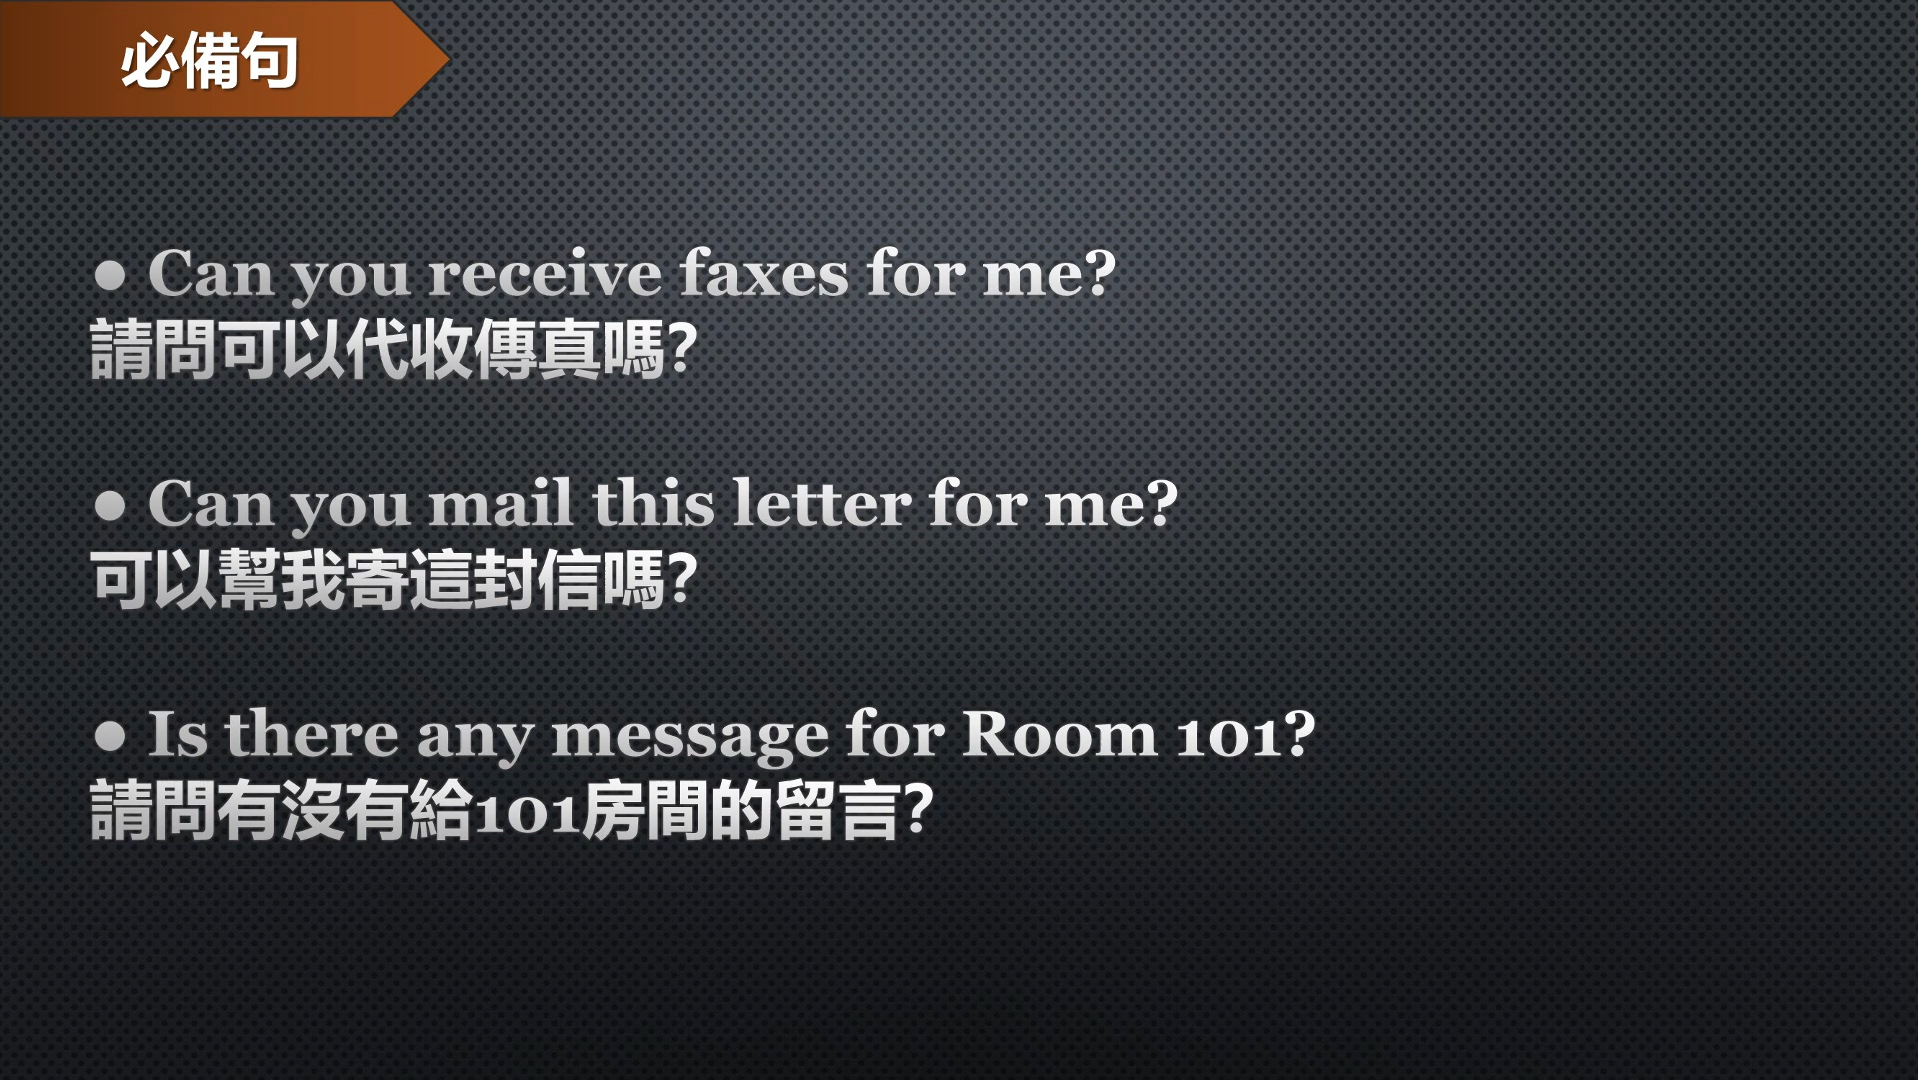 必備句
● Can you receive faxes for me?
請問可以代收傳真嗎?
● Can you mail this letter for me?
可以幫我寄這封信嗎?
● Is there any message for Room 101?
請問有沒有給101房間的留言?